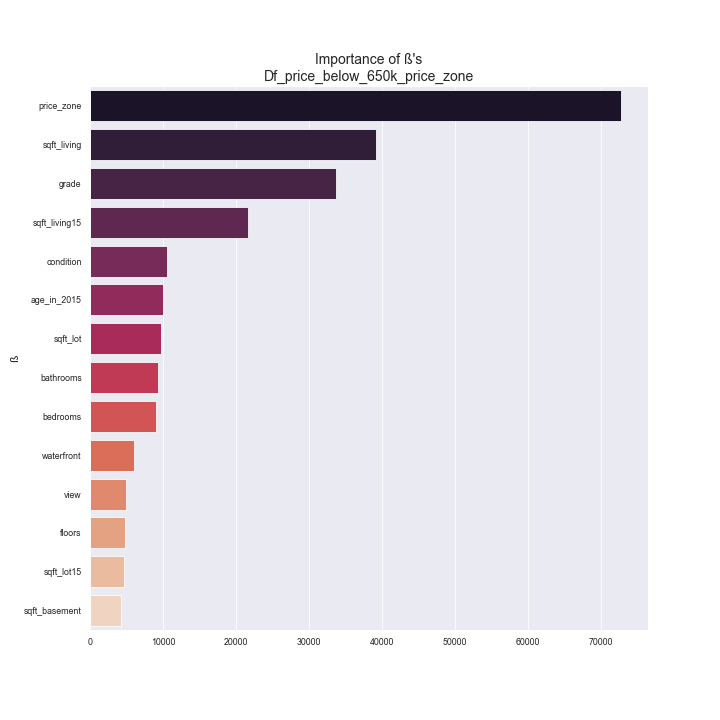 Importance of ß's
Df_price_below_650k_price_zone
price_zone
sqft_living
grade
sqft_living15
condition
age_in_2015
sqft_lot
ß
bathrooms
bedrooms
waterfront
view
floors
sqft_lot15
sqft_basement
0 10000 20000 30000 40000 50000 60000 70000